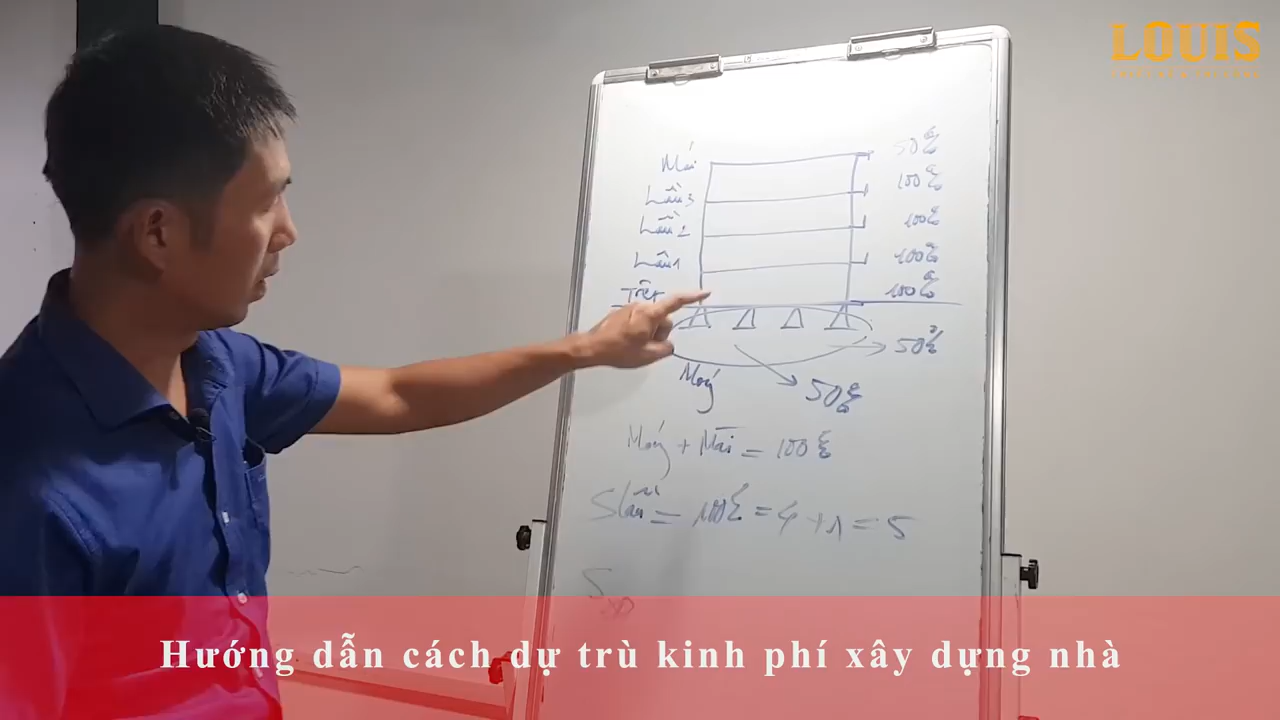 LOUIS
Mái 50%
Lầu 3 100%
Lầu 2 100%
Lầu 1 100%
Trệt 100%
50%
Móng 50%
Móng + Mái = 100%
S lầu = 100% = 4 + 1 = 5
S
Hướng dẫn cách dự trù kinh phí xây dựng nhà